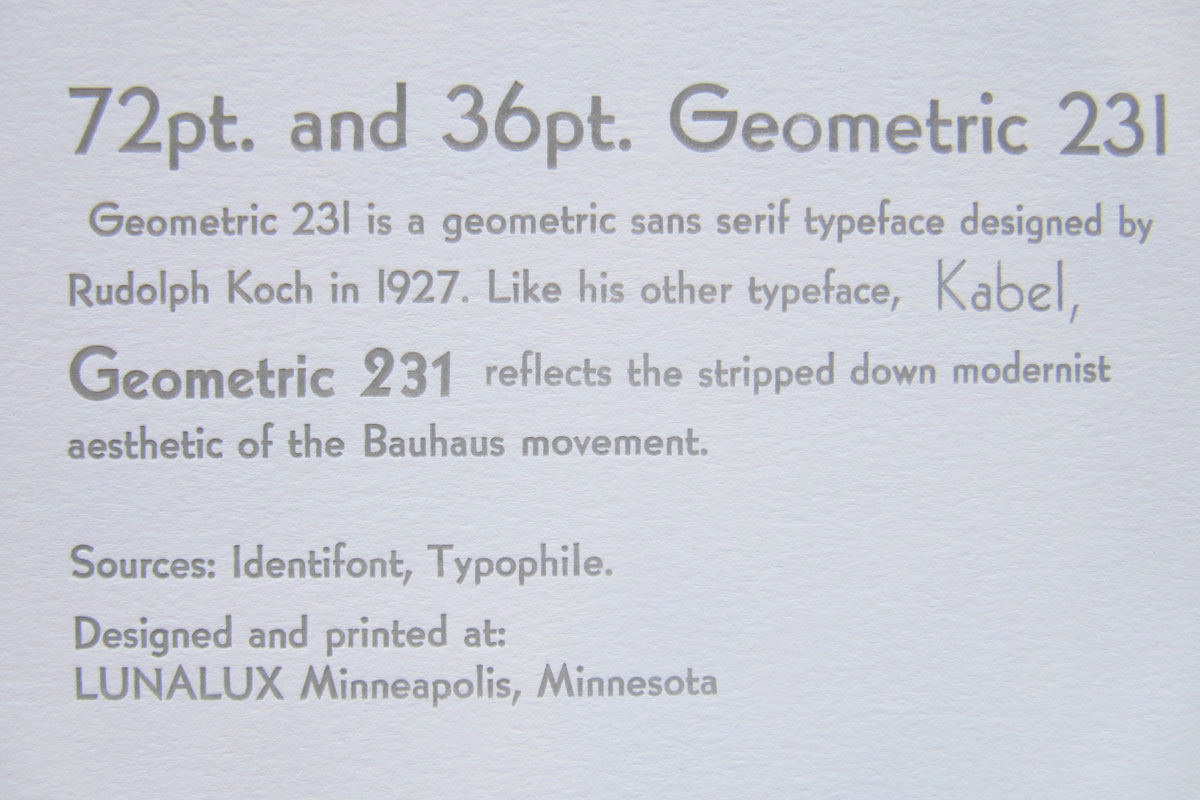 72pt. and 36pt. Geometric 231
Geometric 231 is a geometric sans serif typeface designed by
Rudolph Koch in 1927. Like his other typeface, Kabel,
Geometric 231 reflects the stripped down modernist
aesthetic of the Bauhaus movement.
Sources: Identifont, Typophile.
Designed and printed at:
LUNALUX Minneapolis, Minnesota